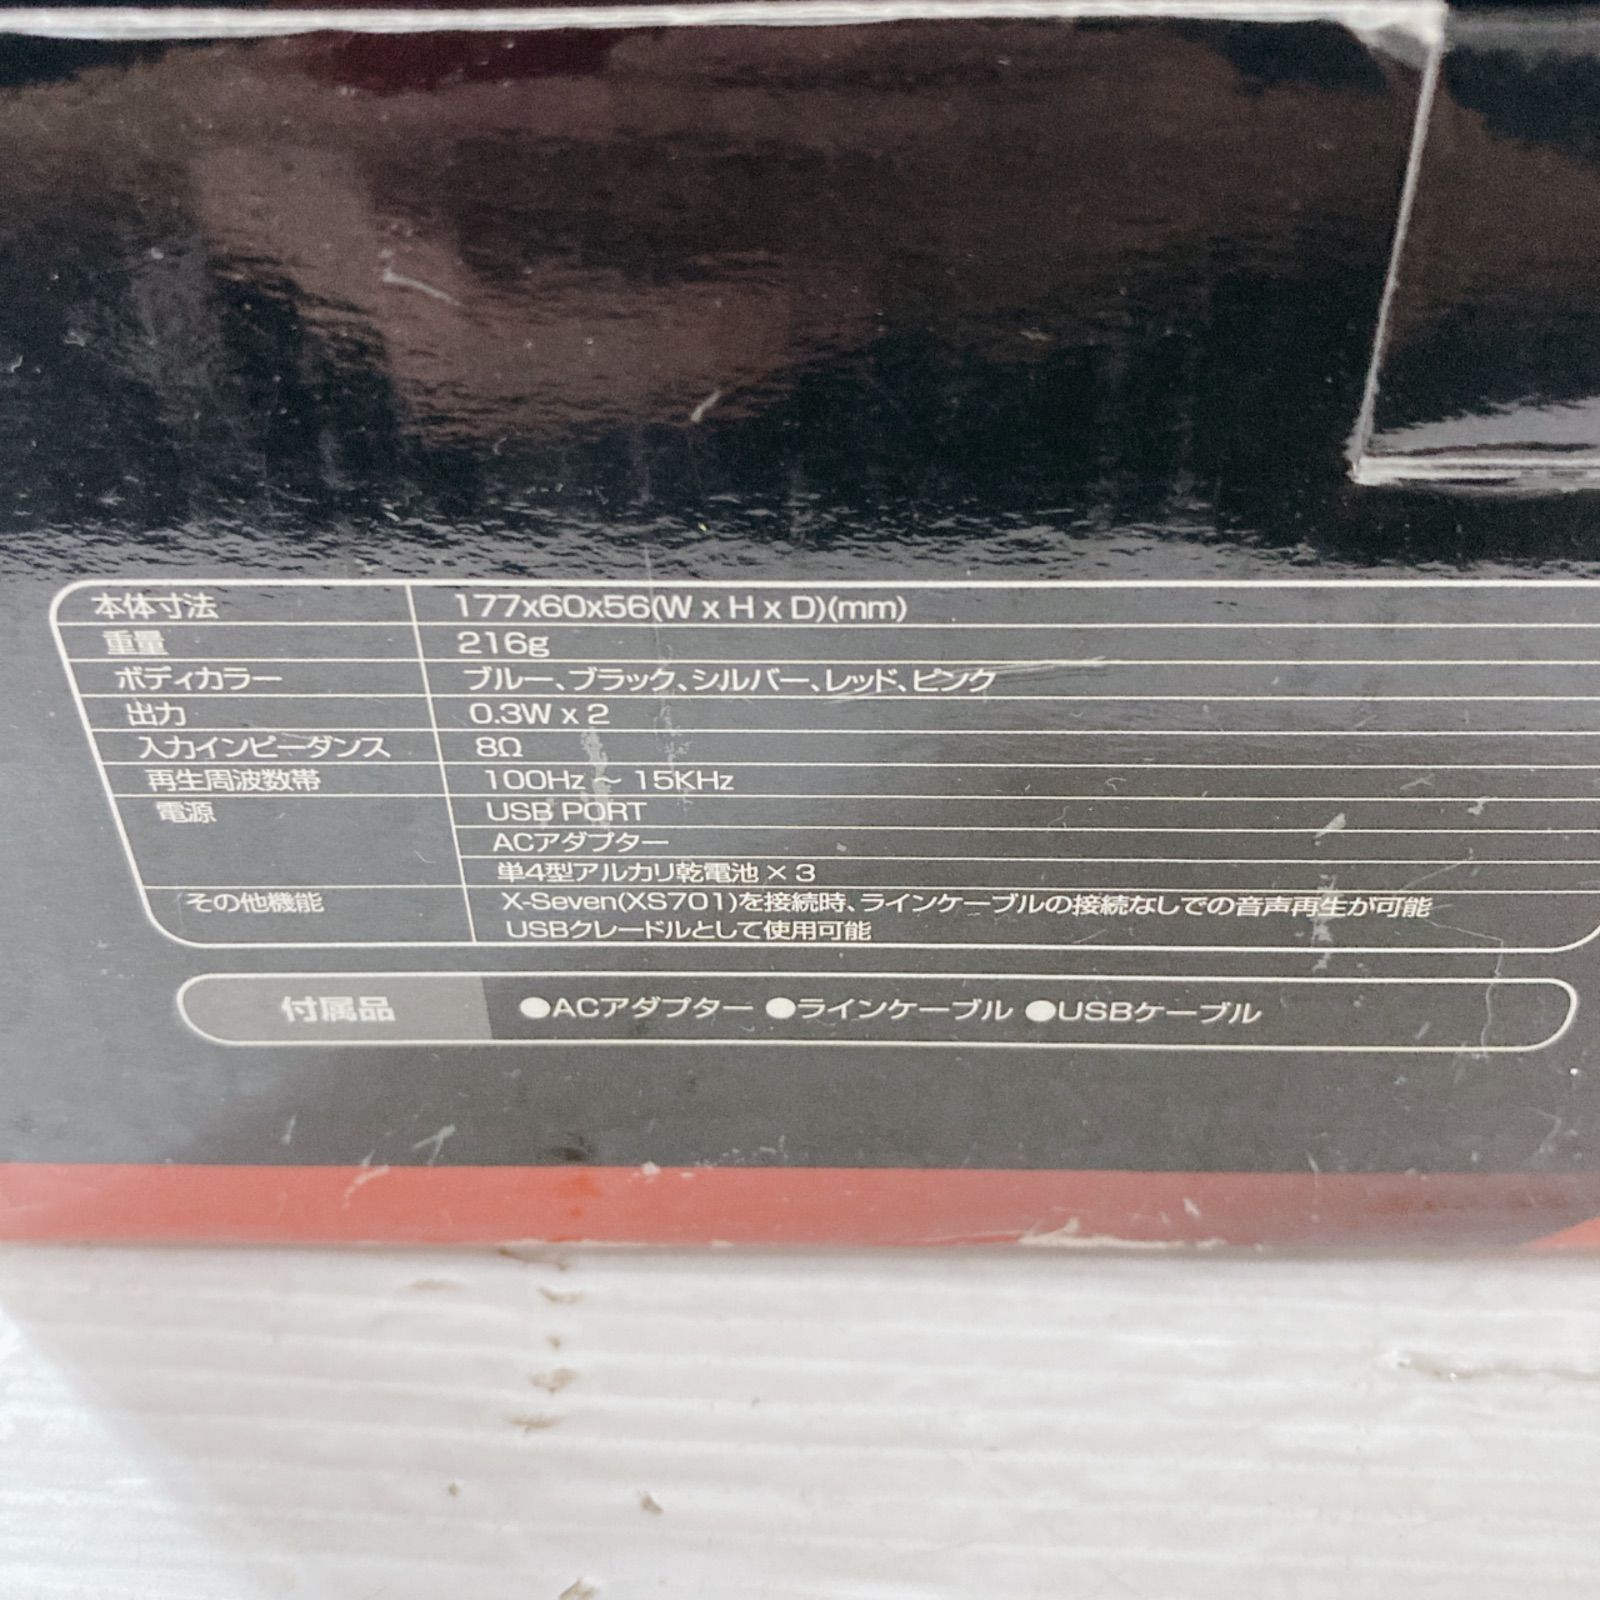 本体寸法 177x60x56(W x H x D)(mm)
重量 216g
ボディカラー ブルー、ブラック、シルバー、レッド、ピンク
出力 0.3W x 2
入力インピーダンス 8Ω
再生周波数帯 100Hz 〜 15KHz
電源 USB PORT
ACアダプター
単4型アルカリ乾電池 × 3
その他機能 X-Seven(XS701)を接続時、ラインケーブルの接続なしでの音声再生が可能
USBクレードルとして使用可能
付属品 ●ACアダプター ●ラインケーブル ●USBケーブル